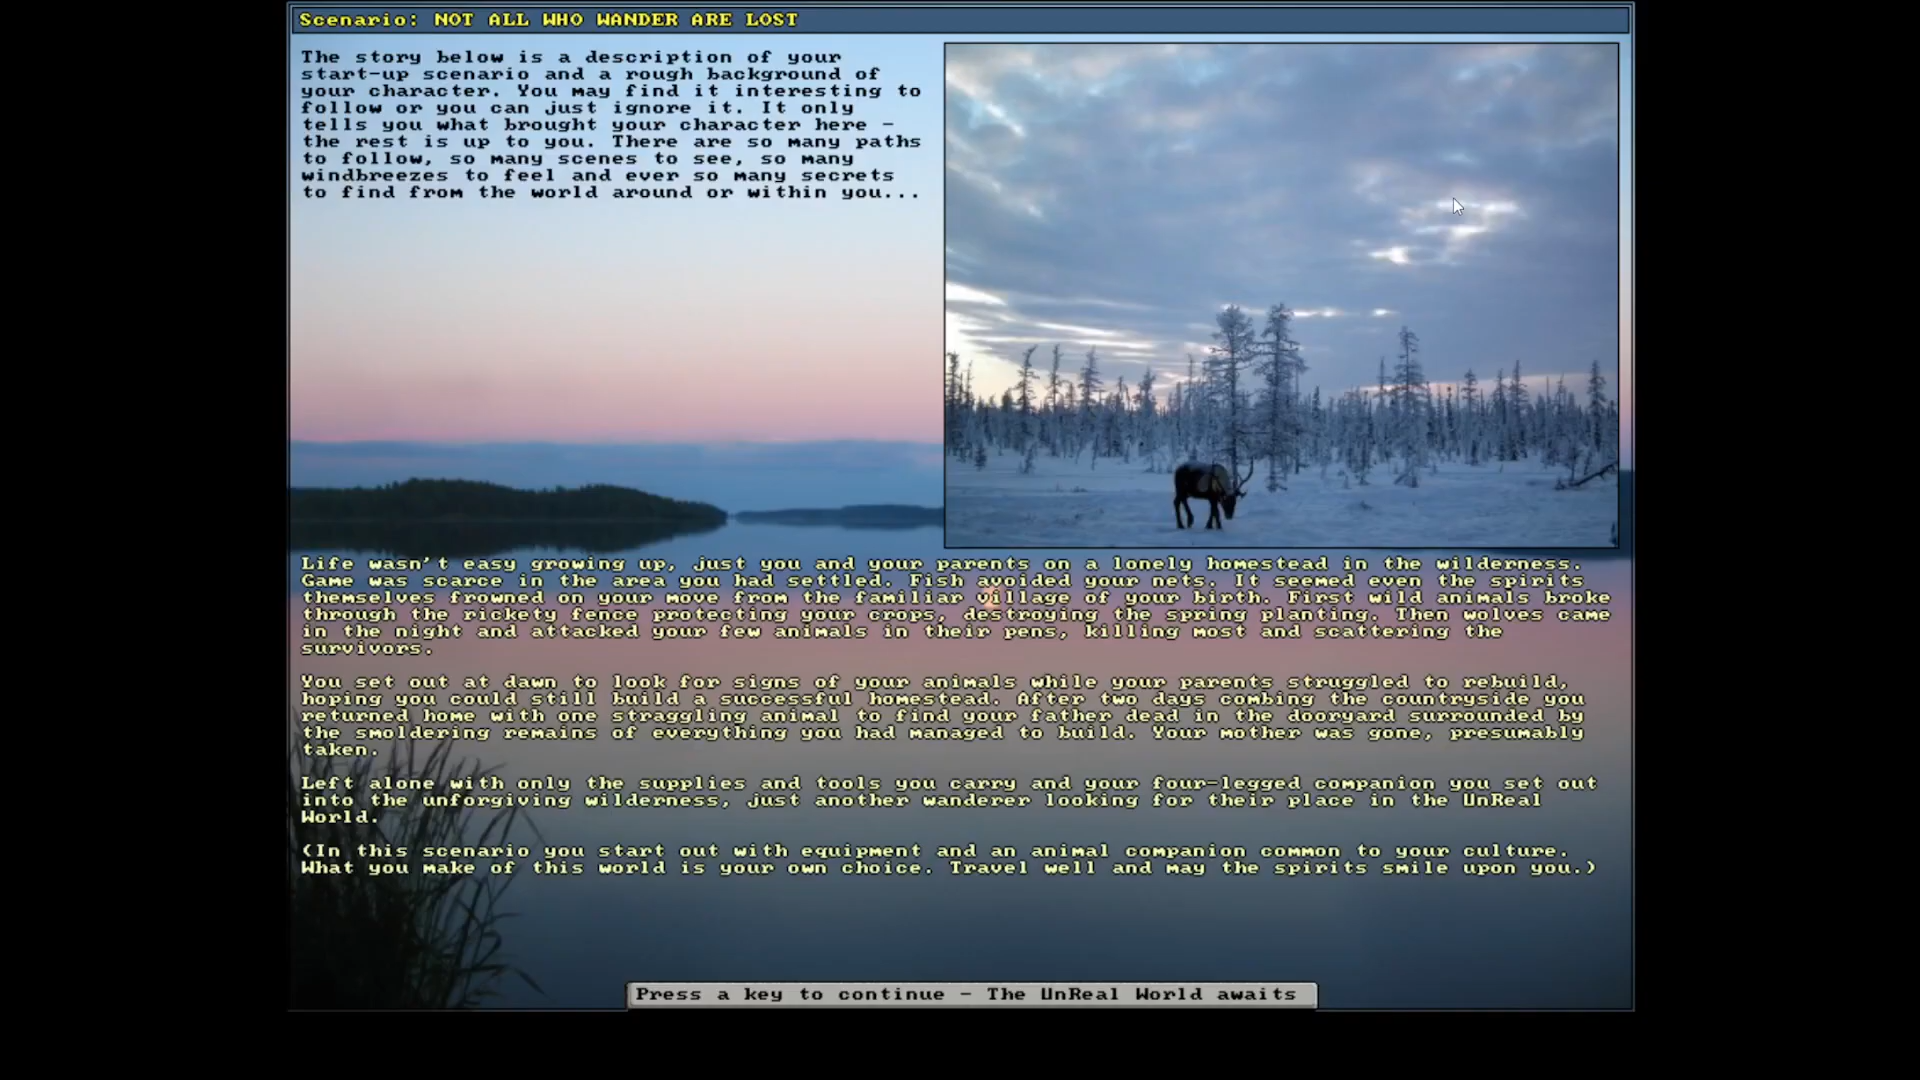 Scenario: NOT ALL WHO WANDER ARE LOST
The story below is a description of your
start-up scenario and a rough background of
your character. You may find it interesting to
follow or you can just ignore it. It only
tells you what brought your character here -
the rest is up to you. There are so many paths
to follow, so many scenes to see, so many
windbreezes to feel and ever so many secrets
to find from the world around or within you...
Life wasn't easy growing up, just you and your parents on a lonely homestead in the wilderness.
Game was scarce in the area you had settled. Fish avoided your nets. It seemed even the spirits
themselves frowned on your move from the familiar village of your birth. First wild animals broke
through the rickety fence protecting your crops, destroying the spring planting. Then wolves came
in the night and attacked your few animals in their pens, killing most and scattering the
survivors.
You set out at dawn to look for signs of your animals while your parents struggled to rebuild,
hoping you could still build a successful homestead. After two days combing the countryside you
returned home with one straggling animal to find your father dead in the dooryard surrounded by
the smoldering remains of everything you had managed to build. Your mother was gone, presumably
taken.
Left alone with only the supplies and tools you carry and your four-legged companion you set out
into the unforgiving wilderness, just another wanderer looking for their place in the UnReal
World.
(In this scenario you start out with equipment and an animal companion common to your culture.
What you make of this world is your own choice. Travel well and may the spirits smile upon you.)
Press a key to continue - The UnReal World awaits